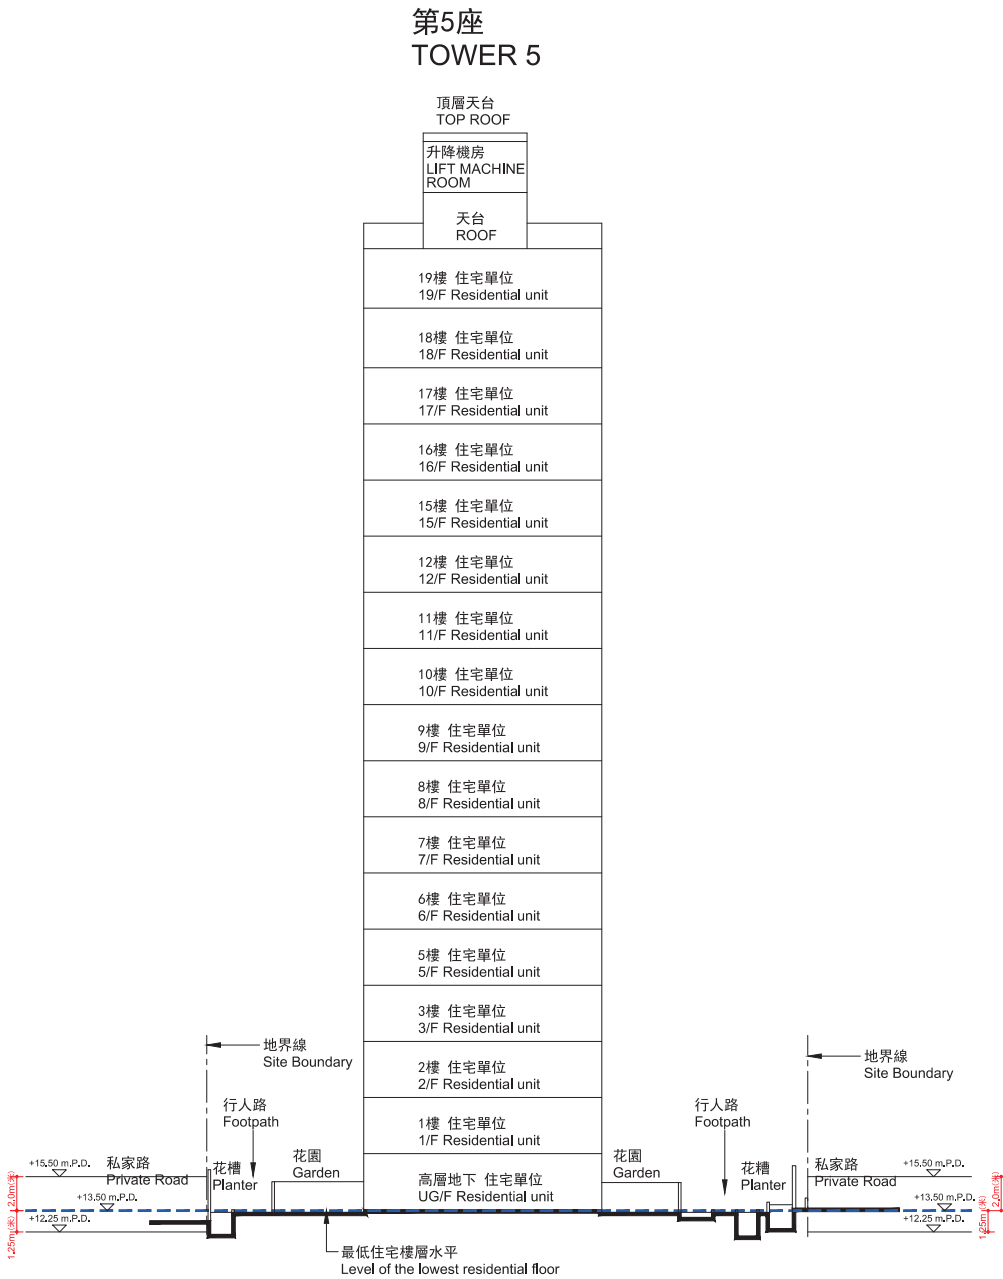 第5座
TOWER 5
頂層天台
TOP ROOF
升降機房
LIFT MACHINE
ROOM
天台
ROOF
19樓 住宅單位
19/F Residential unit
18樓 住宅單位
18/F Residential unit
17樓 住宅單位
17/F Residential unit
16樓 住宅單位
16/F Residential unit
15樓 住宅單位
15/F Residential unit
12樓 住宅單位
12/F Residential unit
11樓 住宅單位
11/F Residential unit
10樓 住宅單位
10/F Residential unit
9樓 住宅單位
9/F Residential unit
8樓 住宅單位
8/F Residential unit
7樓 住宅單位
7/F Residential unit
6樓 住宅單位
6/F Residential unit
5樓 住宅單位
5/F Residential unit
3樓 住宅單位
3/F Residential unit
2樓 住宅單位
2/F Residential unit
1樓 住宅單位
1/F Residential unit
高層地下 住宅單位
UG/F Residential unit
地界線
Site Boundary
行人路
Footpath
花園
Garden
花槽
Planter
私家路
Private Road
+15.50 m.P.D.
+13.50 m.P.D.
+12.25 m.P.D.
2.0m(米)
1.25m(米)
地界線
Site Boundary
行人路
Footpath
花園
Garden
花糟
Planter
私家路
Private Road
+15.50 m.P.D.
+13.50 m.P.D.
+12.25 m.P.D.
2.0m(米)
1.25m(米)
最低住宅樓層水平
Level of the lowest residential floor